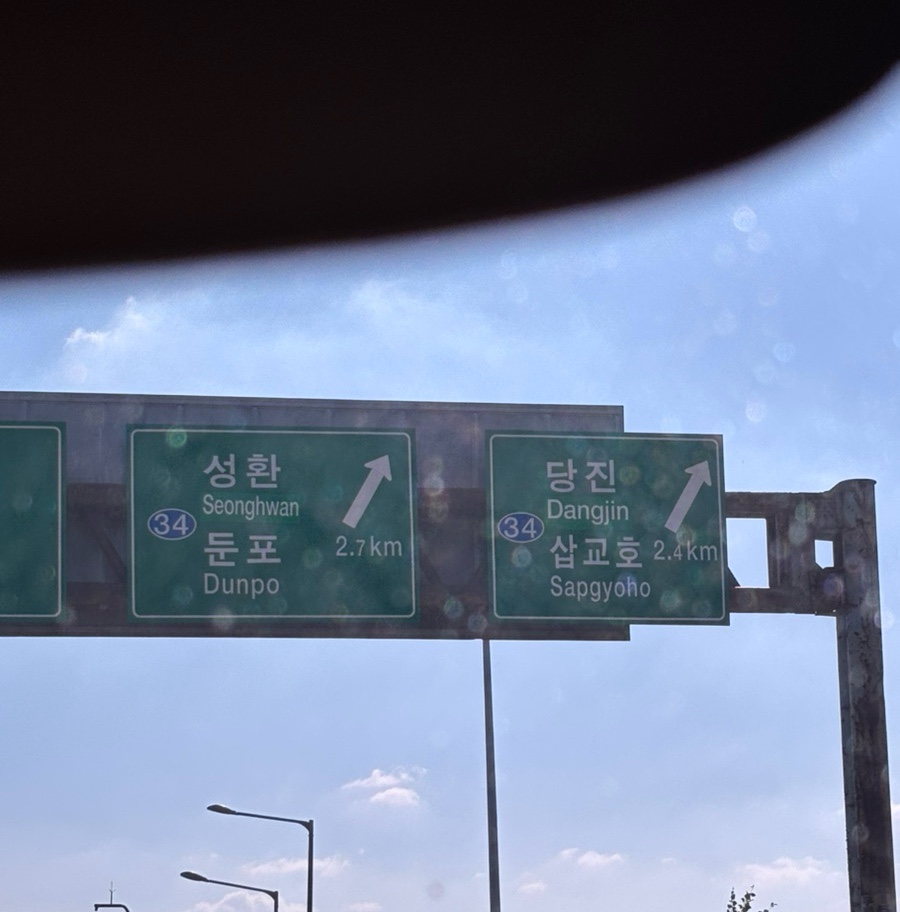 성환
Seonghwan
34
둔포
2.7km
Dunpo
당진
Dangjin
34
삽교호
2.4km
Sapgyoho